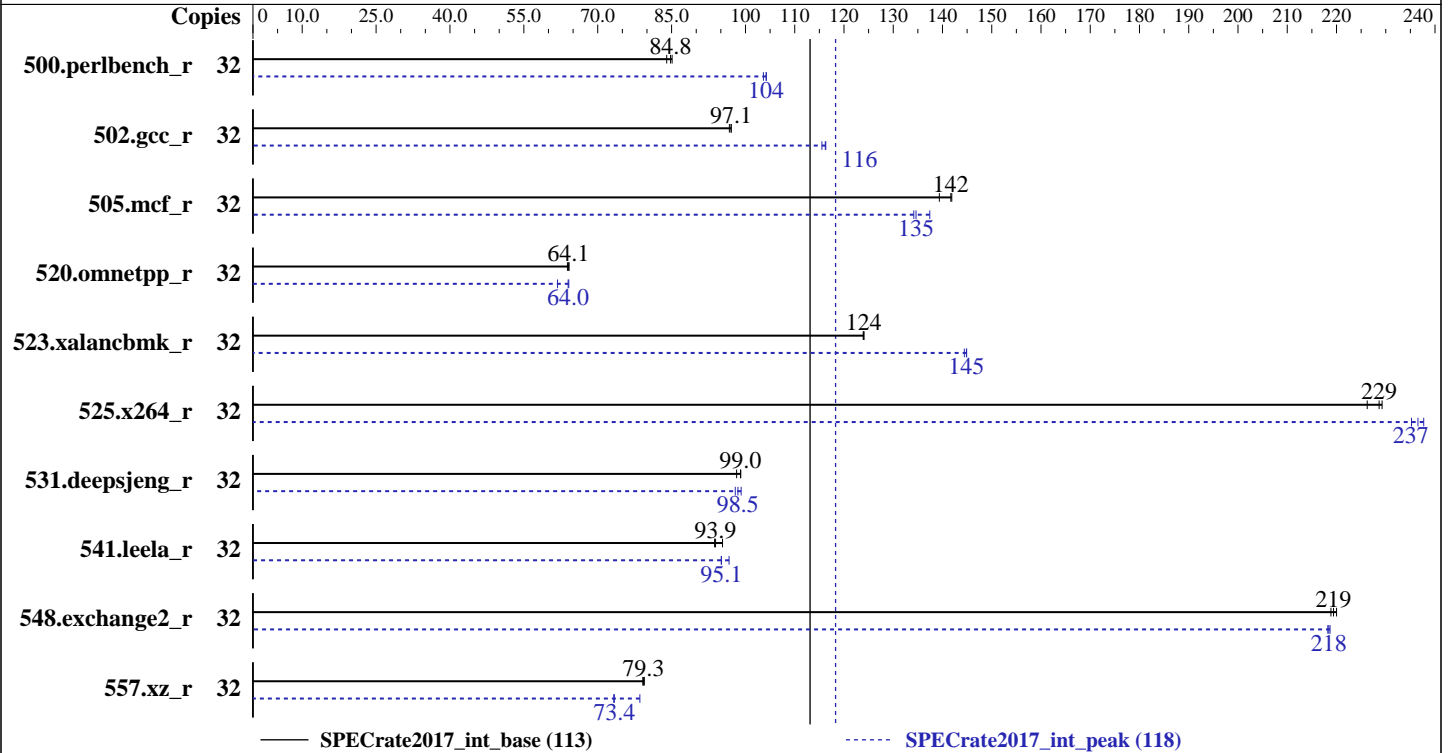 Copies 0 10.0 25.0 40.0 55.0 70.0 85.0 100 110 120 130 140 150 160 170 180 190 200 210 220 240
500.perlbench_r 32 84.8
104
502.gcc_r 32 97.1
116
505.mcf_r 32 142
135
520.omnetpp_r 32 64.1
64.0
523.xalancbmk_r 32 124
145
525.x264_r 32 229
237
531.deepsjeng_r 32 99.0
98.5
541.leela_r 32 93.9
95.1
548.exchange2_r 32 219
218
557.xz_r 32 79.3
73.4
SPECrate2017_int_base (113) SPECrate2017_int_peak (118)